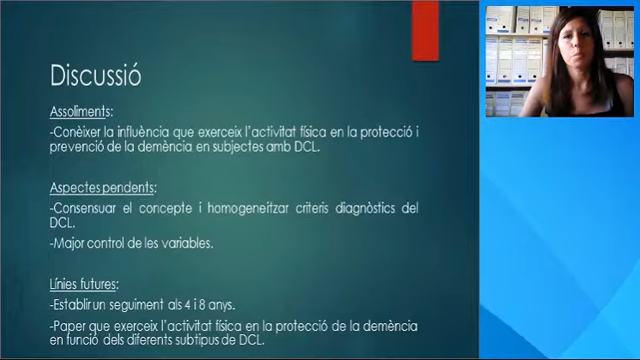 Discussió
Assoliments:
-Conèixer la influència que exerceix l'activitat física en la protecció i
prevenció de la demència en subjectes amb DCL.
Aspectes pendents:
-Consensuar el concepte i homogeneïtzar criteris diagnòstics del
DCL.
-Major control de les variables.
Línies futures:
-Establir un seguiment als 4 i 8 anys.
-Paper que exerceix l'activitat física en la protecció de la demència
en funció dels diferents subtipus de DCL.